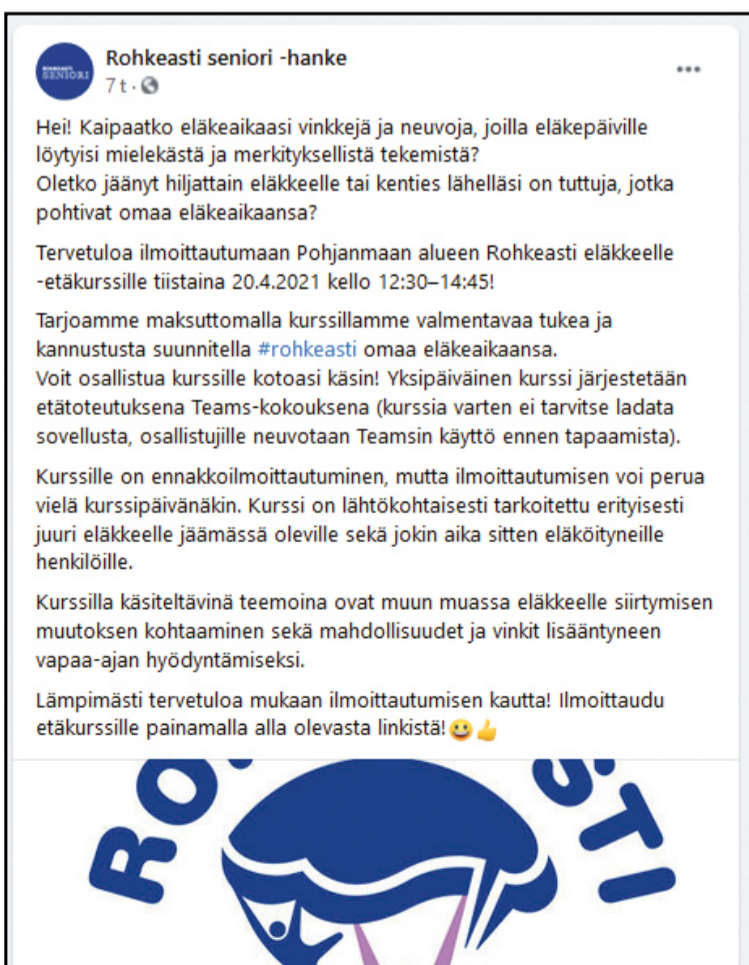 ROHKEASTI
SENIORI
Rohkeasti seniori -hanke
7 t ·
Hei! Kaipaatko eläkeaikaasi vinkkejä ja neuvoja, joilla eläkepäiville
löytyisi mielekästä ja merkityksellistä tekemistä?
Oletko jäänyt hiljattain eläkkeelle tai kenties lähelläsi on tuttuja, jotka
pohtivat omaa eläkeaikaansa?
Tervetuloa ilmoittautumaan Pohjanmaan alueen Rohkeasti eläkkeelle
-etäkurssille tiistaina 20.4.2021 kello 12:30–14:45!
Tarjoamme maksuttomalla kurssillamme valmentavaa tukea ja
kannustusta suunnitella #rohkeasti omaa eläkeaikaansa.
Voit osallistua kurssille kotoasi käsin! Yksipäiväinen kurssi järjestetään
etätoteutuksena Teams-kokouksena (kurssia varten ei tarvitse ladata
sovellusta, osallistujille neuvotaan Teamsin käyttö ennen tapaamista).
Kurssille on ennakkoilmoittautuminen, mutta ilmoittautumisen voi perua
vielä kurssipäivänäkin. Kurssi on lähtökohtaisesti tarkoitettu erityisesti
juuri eläkkeelle jäämässä oleville sekä jokin aika sitten eläköityneille
henkilöille.
Kurssilla käsiteltävinä teemoina ovat muun muassa eläkkeelle siirtymisen
muutoksen kohtaaminen sekä mahdollisuudet ja vinkit lisääntyneen
vapaa-ajan hyödyntämiseksi.
Lämpimästi tervetuloa mukaan ilmoittautumisen kautta! Ilmoittaudu
etäkurssille painamalla alla olevasta linkistä!😀👍